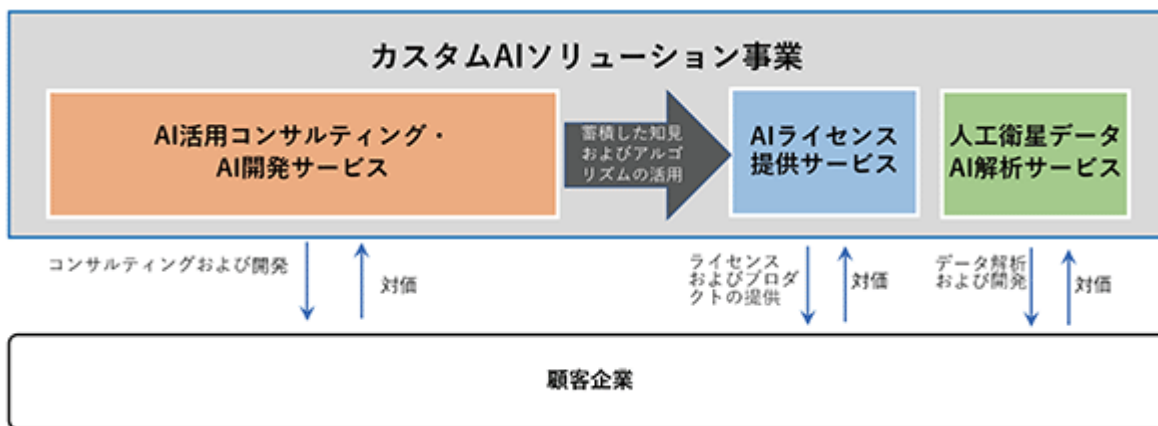 カスタムAIソリューション事業
AI活用コンサルティング・
AI開発サービス
蓄積した知見
およびアルゴ
リズムの活用
AIライセンス
提供サービス
人工衛星データ
AI解析サービス
コンサルティングおよび開発
対価
ライセンス
およびプロダ
クトの提供
対価
データ解析
および開発
対価
顧客企業